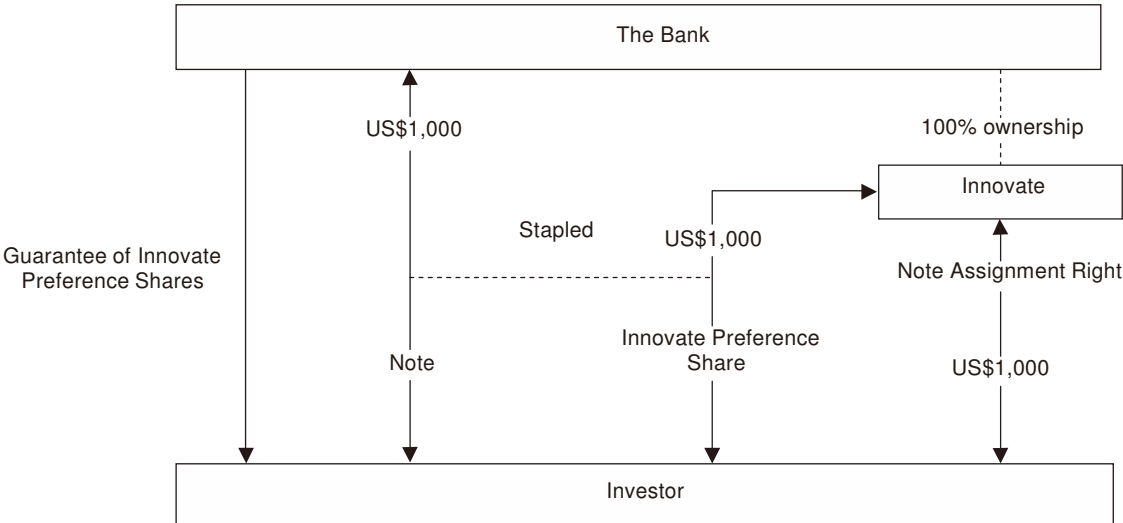 The Bank
US$1,000
100% ownership
Innovate
Stapled
US$1,000
Guarantee of Innovate
Preference Shares
Note Assignment Right
Innovate Preference
Share
Note
US$1,000
Investor